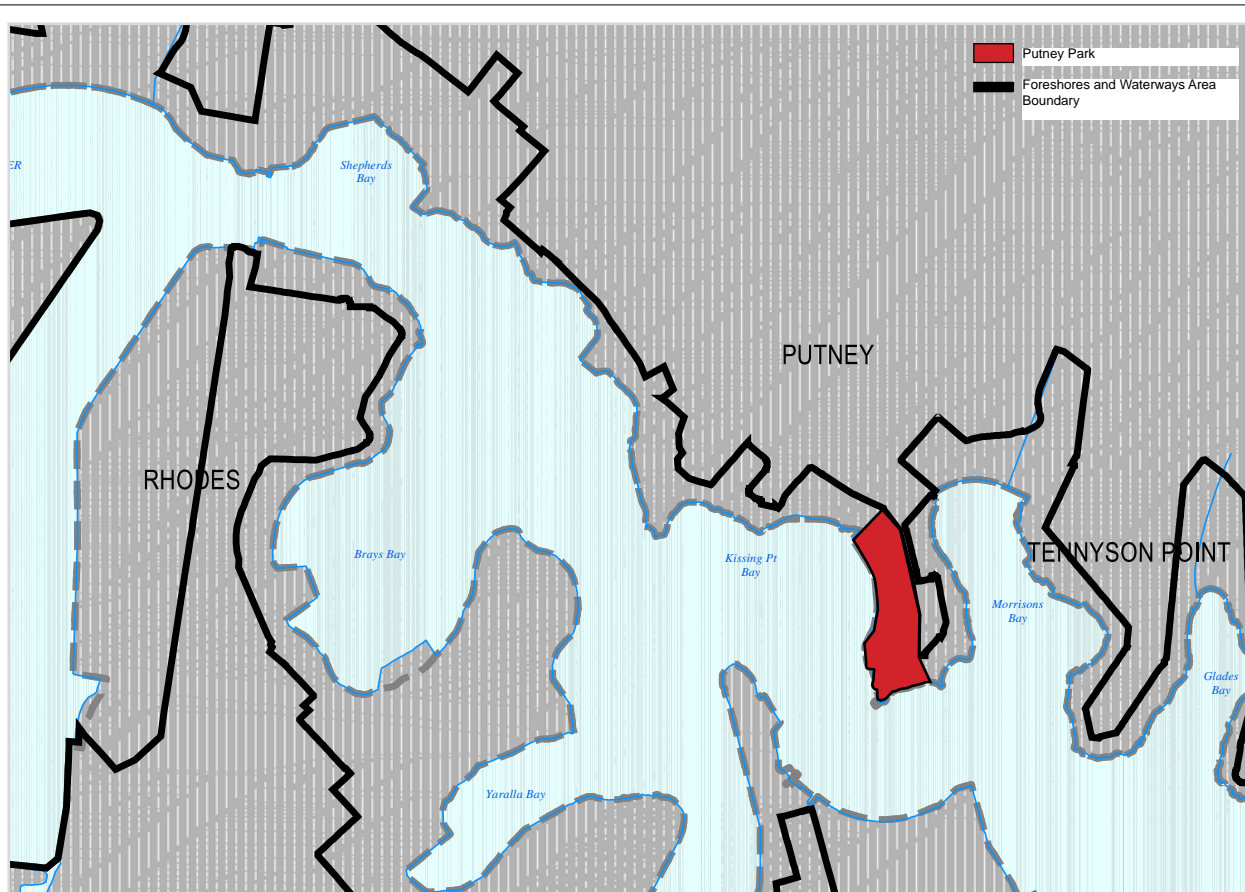 Putney Park
Foreshores and Waterways Area
Boundary
ER
Shepherds
Bay
PUTNEY
RHODES
Brays Bay
Kissing Pt
Bay
TENNYSON POINT
Morrisons
Bay
Glades
Bay
Yaralla Bay